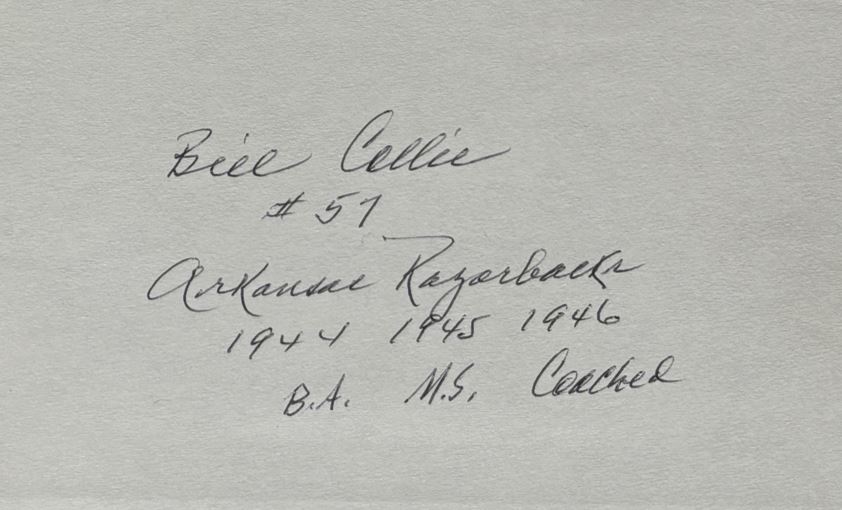 Bill Collie
# 57
Arkansas Razorbacks
1944 1945 1946
B.A. M.S. Coached